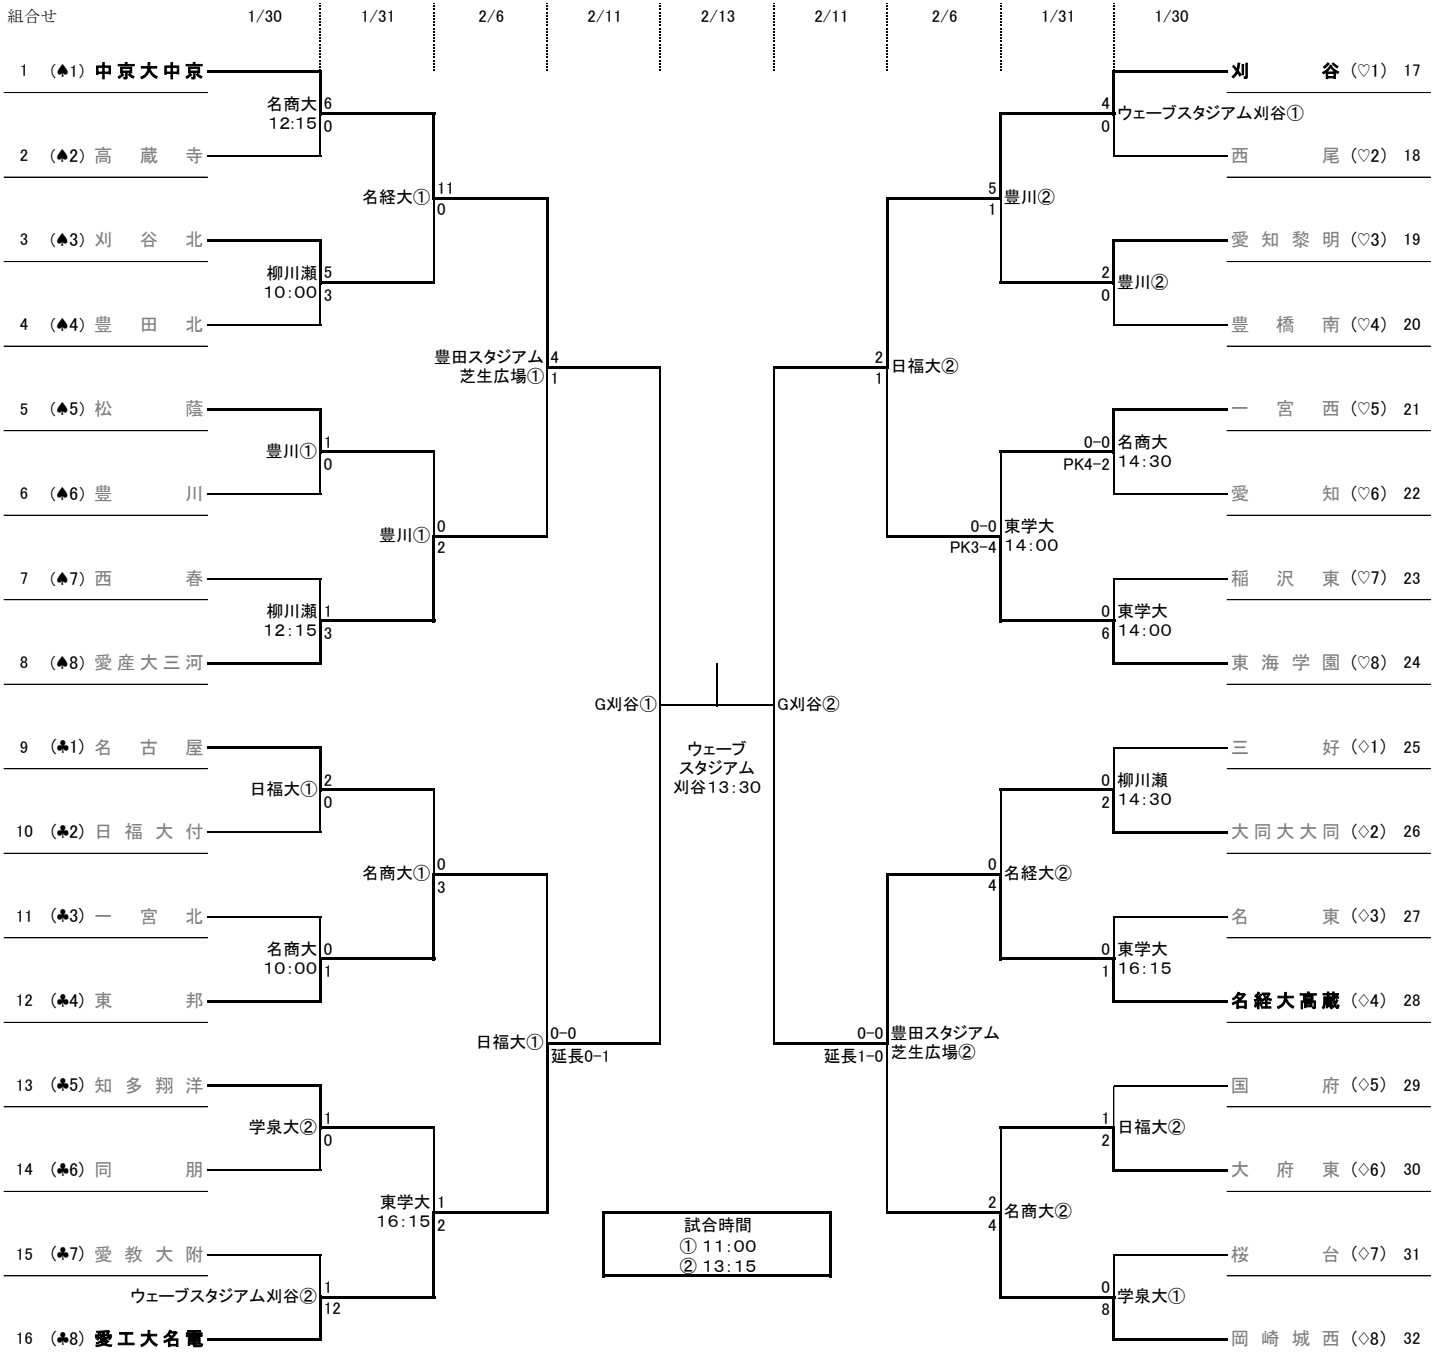 組合せ 1/30 1/31 2/6 2/11 2/13 2/11 2/6 1/31 1/30
1 (♠1) 中京大中京
名商大 6
12:15 0
2 (♠2) 高蔵寺
名経大① 11
0
3 (♠3) 刈谷北
柳川瀬 5
10:00 3
4 (♠4) 豊田北
豊田スタジアム 4
芝生広場① 1
5 (♠5) 松蔭
豊川① 1
0
6 (♠6) 豊川
豊川① 0
2
7 (♠7) 西春
柳川瀬 1
12:15 3
8 (♠8) 愛産大三河
G刈谷①
9 (♣1) 名古屋
日福大① 2
0
10 (♣2) 日福大付
名商大① 0
3
11 (♣3) 一宮北
名商大 0
10:00 1
12 (♣4) 東邦
日福大① 0-0
延長0-1
13 (♣5) 知多翔洋
学泉大② 1
0
14 (♣6) 同朋
東学大 1
16:15 2
15 (♣7) 愛教大附
ウェーブスタジアム刈谷② 1
12
16 (♣8) 愛工大名電
ウェーブ
スタジアム
刈谷13:30
試合時間
① 11:00
② 13:15
刈谷 (♡1) 17
4 ウェーブスタジアム刈谷①
0
西尾 (♡2) 18
5 豊川②
1
愛知黎明 (♡3) 19
2 豊川②
0
豊橋南 (♡4) 20
2 日福大②
1
一宮西 (♡5) 21
0-0 名商大
PK4-2 14:30
愛知 (♡6) 22
0-0 東学大
PK3-4 14:00
稲沢東 (♡7) 23
0 東学大
6 14:00
東海学園 (♡8) 24
G刈谷②
三好 (♢1) 25
0 柳川瀬
2 14:30
大同大大同 (♢2) 26
0 名経大②
4
名東 (♢3) 27
0 東学大
1 16:15
名経大高蔵 (♢4) 28
0-0 豊田スタジアム
延長1-0 芝生広場②
国府 (♢5) 29
1 日福大②
2
大府東 (♢6) 30
2 名商大②
4
桜台 (♢7) 31
0 学泉大①
8
岡崎城西 (♢8) 32